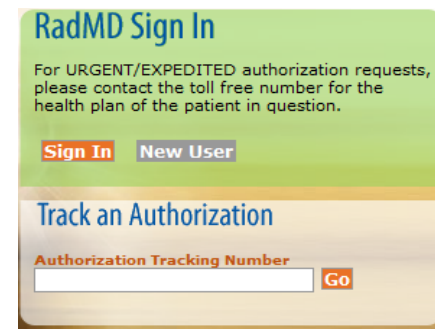 RadMD Sign In
For URGENT/EXPEDITED authorization requests,
please contact the toll free number for the
health plan of the patient in question.
Sign In New User
Track an Authorization
Authorization Tracking Number
Go